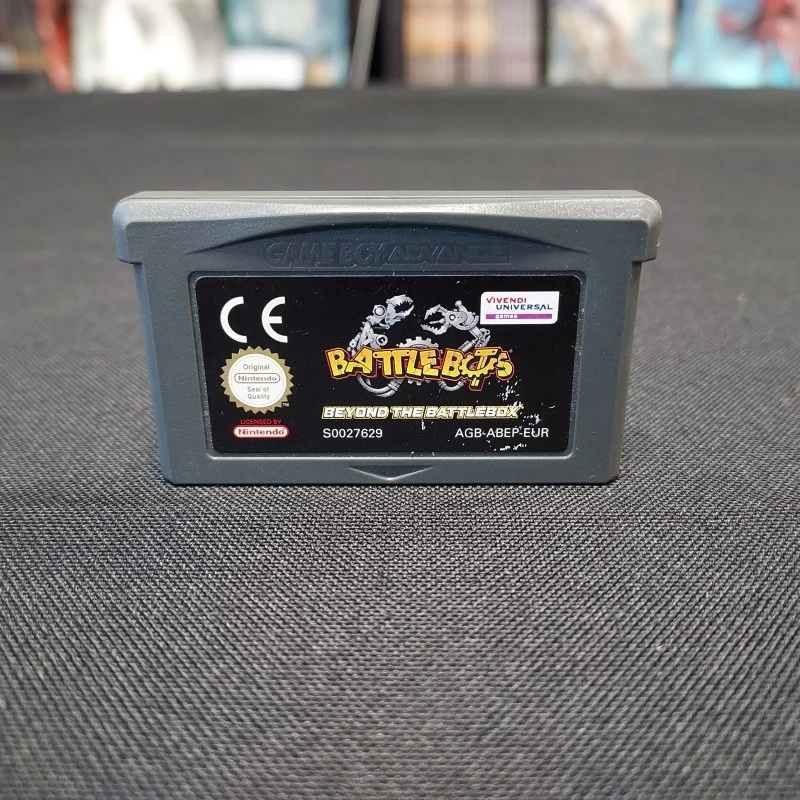 GAME BOY ADVANCE
CE
VIVENDI
UNIVERSAL
games
BATTLEBOTS
BEYOND THE BATTLEBOX
Original
Nintendo
Seal of
Quality
TM
LICENSED BY
Nintendo
S0027629
AGB-ABEP-EUR